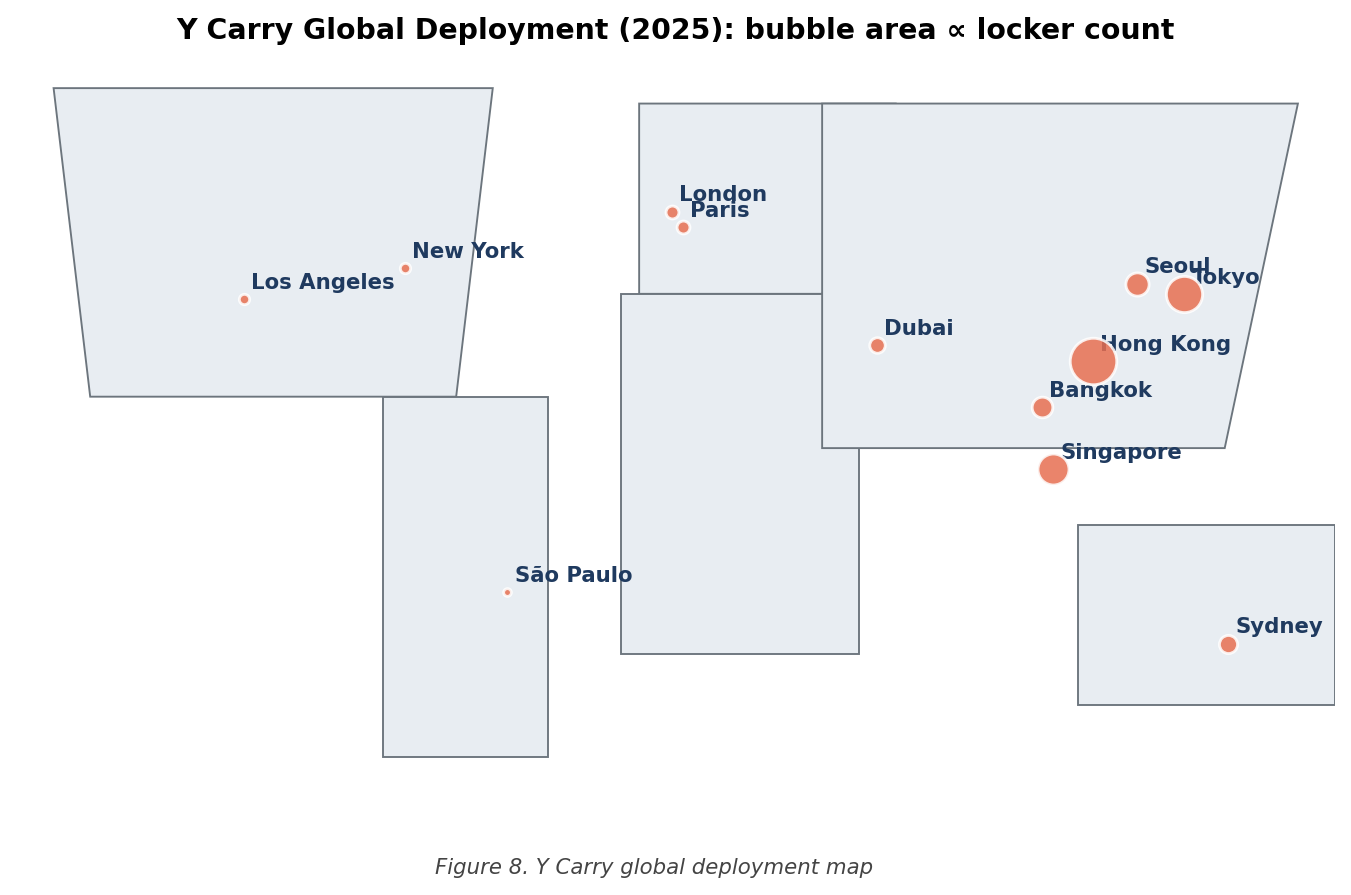 Y Carry Global Deployment (2025): bubble area ∝ locker count
London
Paris
New York
Los Angeles
Seoul
Tokyo
Dubai
Hong Kong
Bangkok
Singapore
São Paulo
Sydney
Figure 8. Y Carry global deployment map